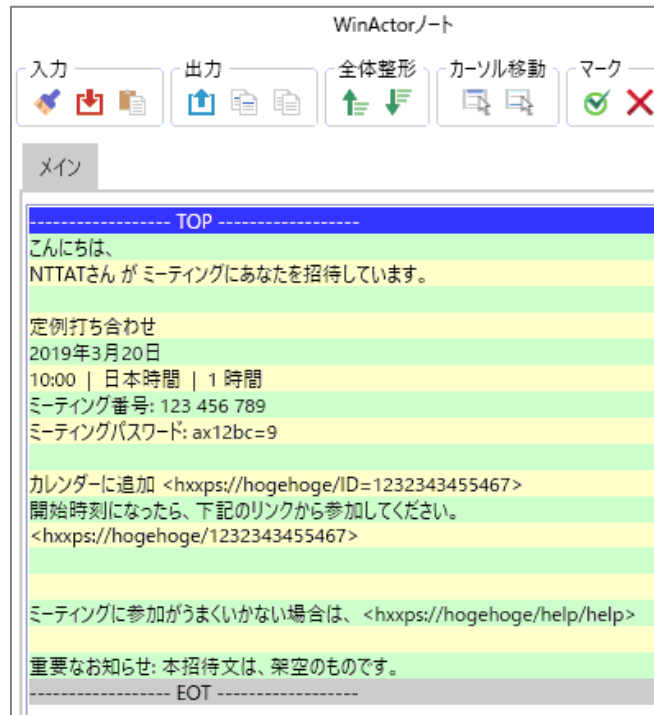 WinActorノート
入力 出力 全体整形 カーソル移動 マーク
メイン
------------------ TOP ------------------
こんにちは、
NTTATさん が ミーティングにあなたを招待しています。
定例打ち合わせ
2019年3月20日
10:00 | 日本時間 | 1 時間
ミーティング番号: 123 456 789
ミーティングパスワード: ax12bc=9
カレンダーに追加 <hxxps://hogehoge/ID=1232343455467>
開始時刻になったら、下記のリンクから参加してください。
<hxxps://hogehoge/1232343455467>
ミーティングに参加がうまくいかない場合は、 <hxxps://hogehoge/help/help>
重要なお知らせ: 本招待文は、架空のものです。
------------------ EOT ------------------